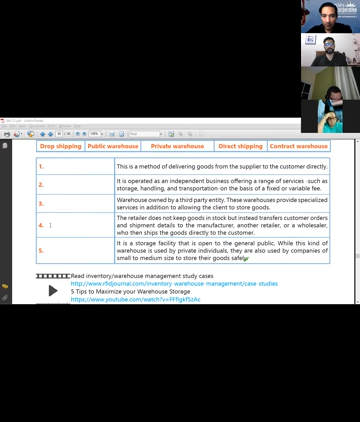 Drop shipping Public warehouse Private warehouse Direct shipping Contract warehouse
1. This is a method of delivering goods from the supplier to the customer directly.
2. It is operated as an independent business offering a range of services -such as
storage, handling, and transportation- on the basis of a fixed or variable fee.
3. Warehouse owned by a third party entity. These warehouses provide specialized
services in addition to allowing the client to store goods.
4. The retailer does not keep goods in stock but instead transfers customer orders
and shipment details to the manufacturer, another retailer, or a wholesaler,
who then ships the goods directly to the customer.
5. It is a storage facility that is open to the general public. While this kind of
warehouse is used by private individuals, they are also used by companies of
small to medium size to store their goods safely.
Read inventory/warehouse management study cases
http://www.rfidjournal.com/inventory-warehouse-management/case-studies
5 Tips to Maximize your Warehouse Storage